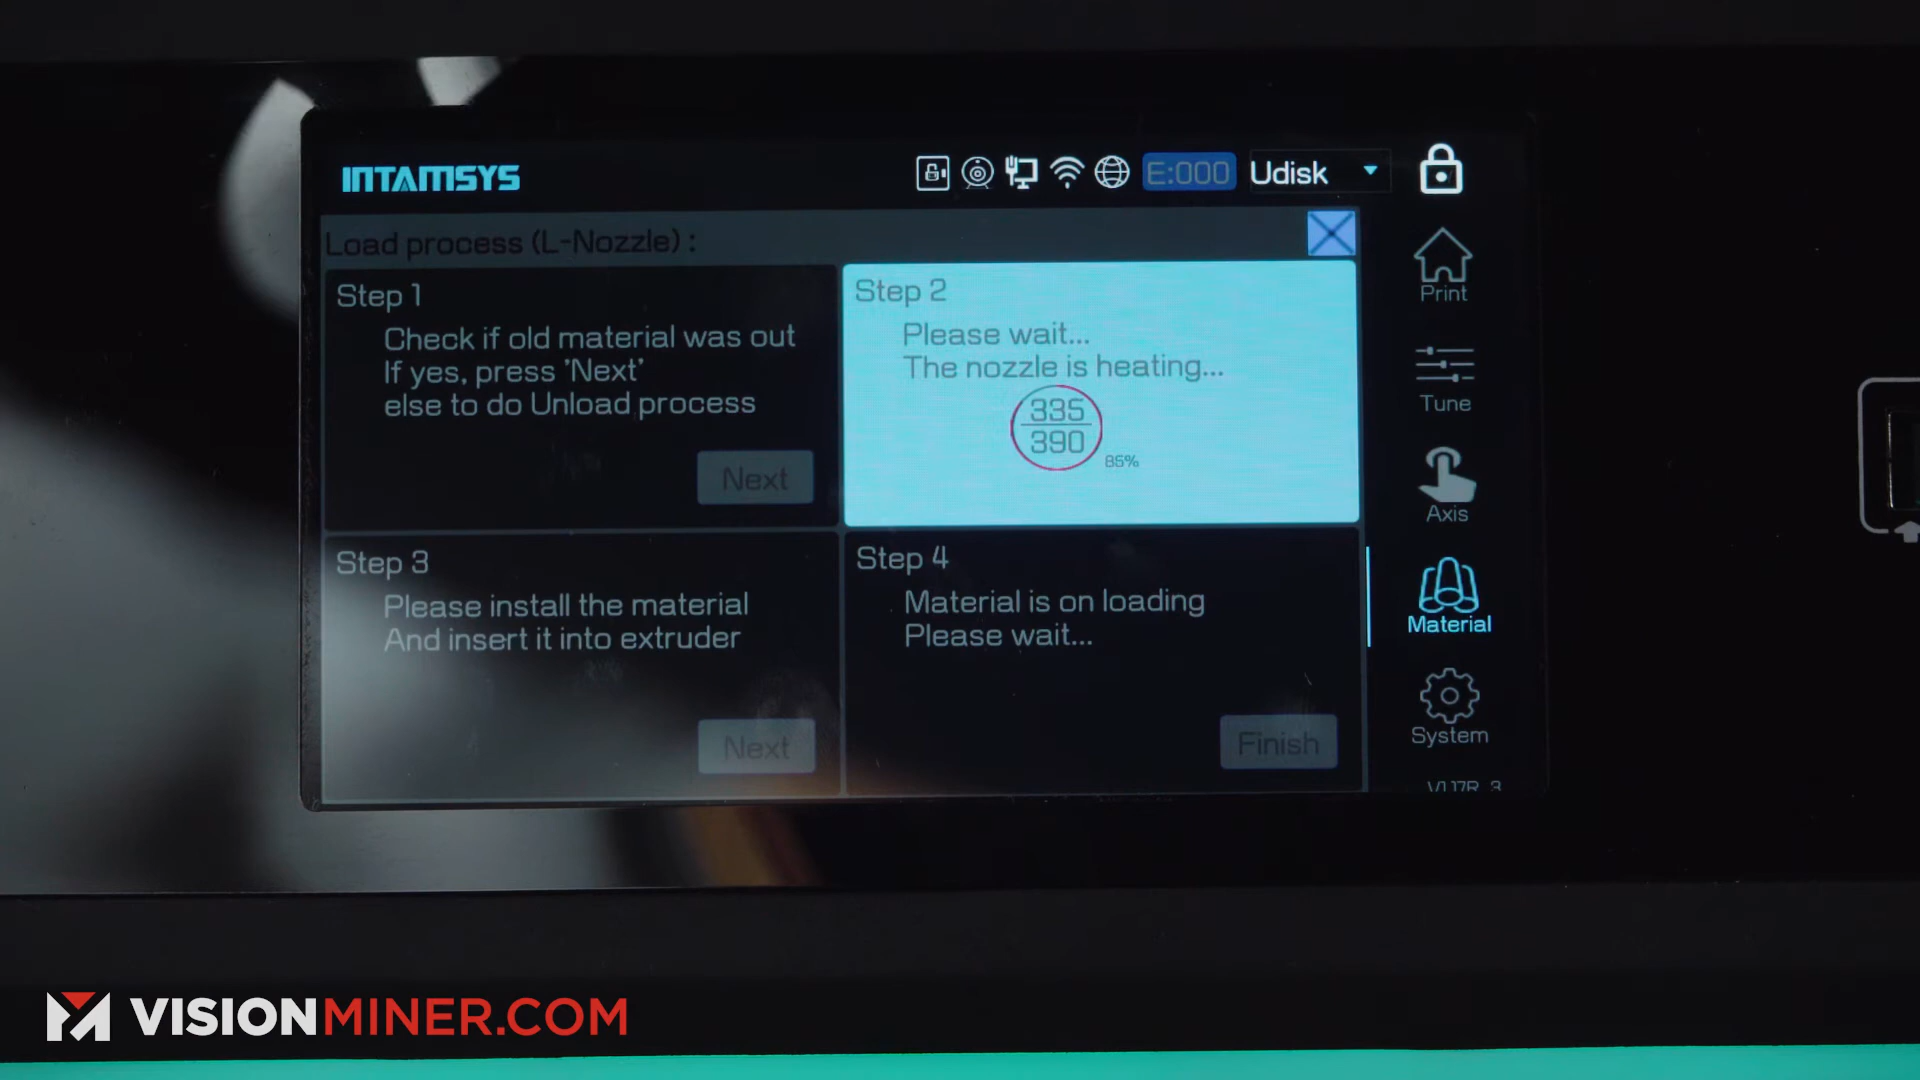 INTAMSYS
E:000
Udisk
Load process (L-Nozzle) :
Step 1
Check if old material was out
If yes, press 'Next'
else to do Unload process
Next
Step 2
Please wait...
The nozzle is heating...
335
390
85%
Step 3
Please install the material
And insert it into extruder
Next
Step 4
Material is on loading
Please wait...
Finish
Print
Tune
Axis
Material
System
VISIONMINER.COM